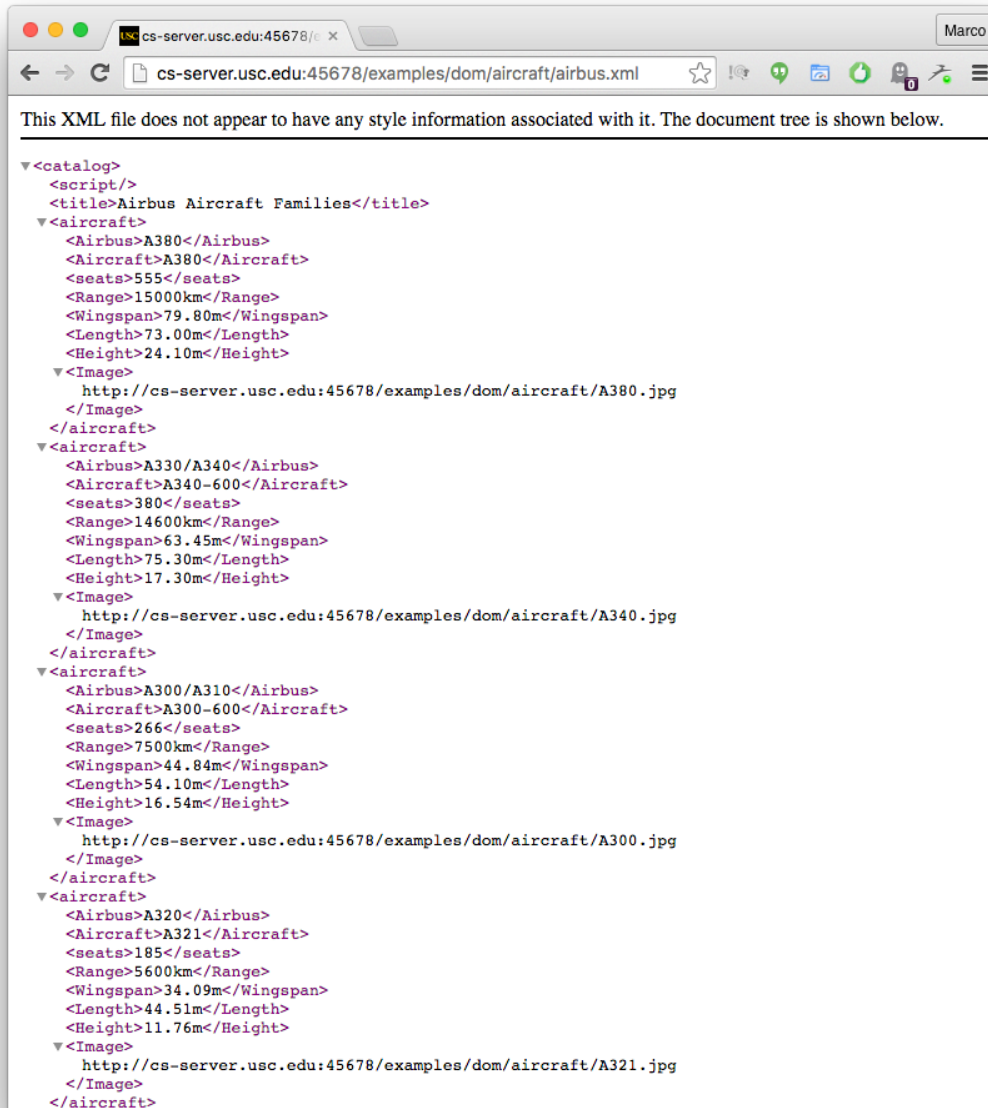 USC cs-server.usc.edu:45678/e ×
Marco
cs-server.usc.edu:45678/examples/dom/aircraft/airbus.xml
0
This XML file does not appear to have any style information associated with it. The document tree is shown below.
▼<catalog>
<script/>
<title>Airbus Aircraft Families</title>
▼<aircraft>
<Airbus>A380</Airbus>
<Aircraft>A380</Aircraft>
<seats>555</seats>
<Range>15000km</Range>
<Wingspan>79.80m</Wingspan>
<Length>73.00m</Length>
<Height>24.10m</Height>
▼<Image>
http://cs-server.usc.edu:45678/examples/dom/aircraft/A380.jpg
</Image>
</aircraft>
▼<aircraft>
<Airbus>A330/A340</Airbus>
<Aircraft>A340-600</Aircraft>
<seats>380</seats>
<Range>14600km</Range>
<Wingspan>63.45m</Wingspan>
<Length>75.30m</Length>
<Height>17.30m</Height>
▼<Image>
http://cs-server.usc.edu:45678/examples/dom/aircraft/A340.jpg
</Image>
</aircraft>
▼<aircraft>
<Airbus>A300/A310</Airbus>
<Aircraft>A300-600</Aircraft>
<seats>266</seats>
<Range>7500km</Range>
<Wingspan>44.84m</Wingspan>
<Length>54.10m</Length>
<Height>16.54m</Height>
▼<Image>
http://cs-server.usc.edu:45678/examples/dom/aircraft/A300.jpg
</Image>
</aircraft>
▼<aircraft>
<Airbus>A320</Airbus>
<Aircraft>A321</Aircraft>
<seats>185</seats>
<Range>5600km</Range>
<Wingspan>34.09m</Wingspan>
<Length>44.51m</Length>
<Height>11.76m</Height>
▼<Image>
http://cs-server.usc.edu:45678/examples/dom/aircraft/A321.jpg
</Image>
</aircraft>